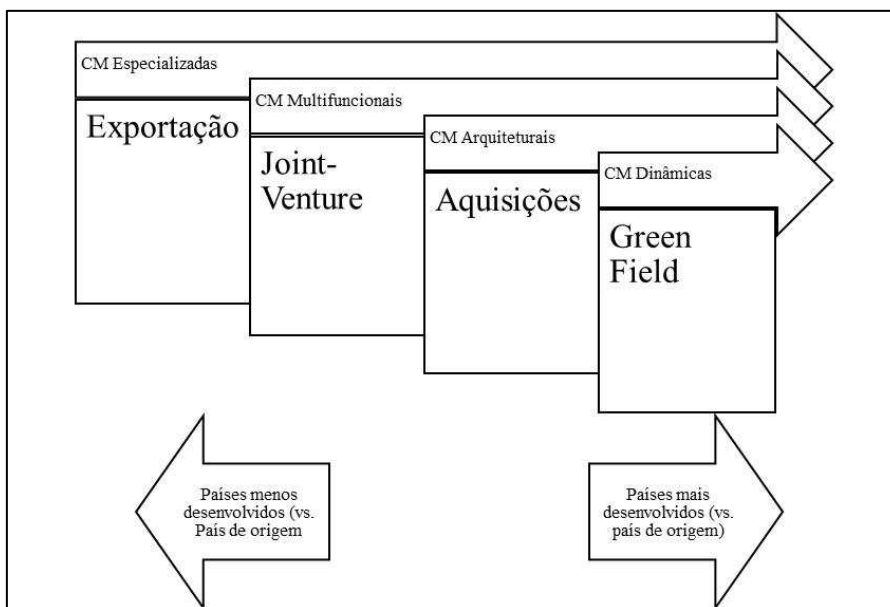 CM Especializadas
Exportação
CM Multifuncionais
Joint-
Venture
CM Arquiteturais
Aquisições
CM Dinâmicas
Green
Field
Países menos
desenvolvidos (vs.
País de origem
Países mais
desenvolvidos (vs.
país de origem)